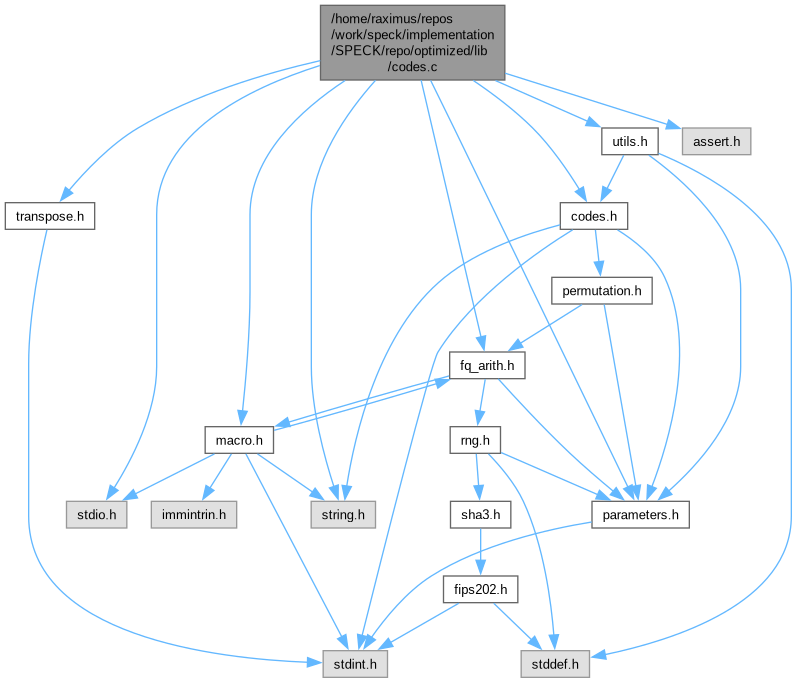 /home/raximus/repos
/work/speck/implementation
/SPECK/repo/optimized/lib
/codes.c
utils.h
assert.h
transpose.h
codes.h
permutation.h
fq_arith.h
macro.h
rng.h
stdio.h
immintrin.h
string.h
sha3.h
parameters.h
fips202.h
stdint.h
stddef.h